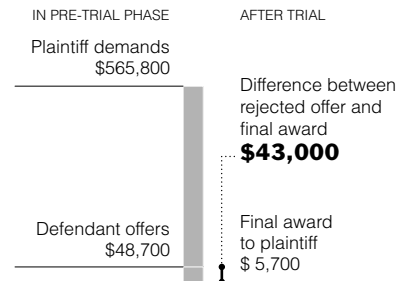 IN PRE-TRIAL PHASE
Plaintiff demands
$565,800
Defendant offers
$48,700
AFTER TRIAL
Difference between
rejected offer and
final award
$43,000
Final award
to plaintiff
$ 5,700